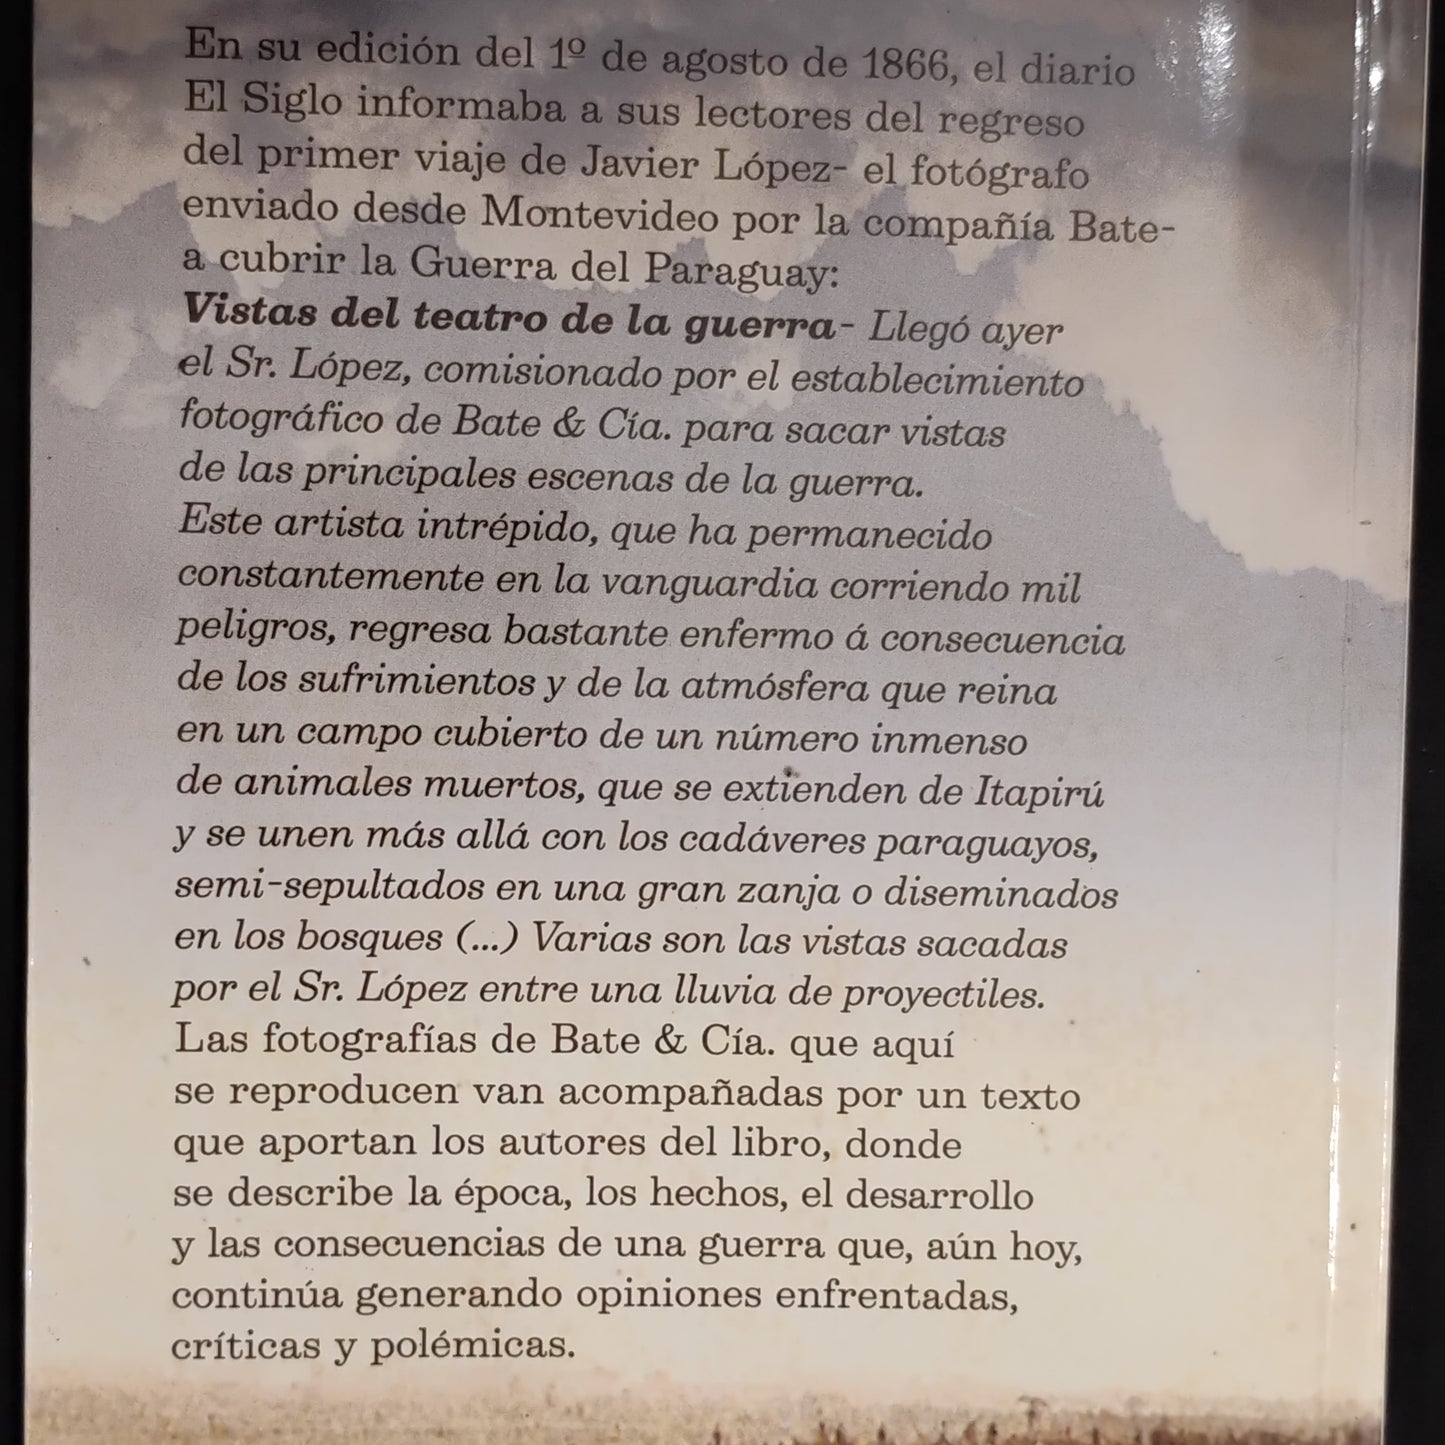 En su edición del 1º de agosto de 1866, el diario
El Siglo informaba a sus lectores del regreso
del primer viaje de Javier López- el fotógrafo
enviado desde Montevideo por la compañía Bate-
a cubrir la Guerra del Paraguay:
Vistas del teatro de la guerra- Llegó ayer
el Sr. López, comisionado por el establecimiento
fotográfico de Bate & Cía. para sacar vistas
de las principales escenas de la guerra.
Este artista intrépido, que ha permanecido
constantemente en la vanguardia corriendo mil
peligros, regresa bastante enfermo á consecuencia
de los sufrimientos y de la atmósfera que reina
en un campo cubierto de un número inmenso
de animales muertos, que se extienden de Itapirú
y se unen más allá con los cadáveres paraguayos,
semi-sepultados en una gran zanja o diseminados
en los bosques (...) Varias son las vistas sacadas
por el Sr. López entre una lluvia de proyectiles.
Las fotografías de Bate & Cía. que aquí
se reproducen van acompañadas por un texto
que aportan los autores del libro, donde
se describe la época, los hechos, el desarrollo
y las consecuencias de una guerra que, aún hoy,
continúa generando opiniones enfrentadas,
críticas y polémicas.